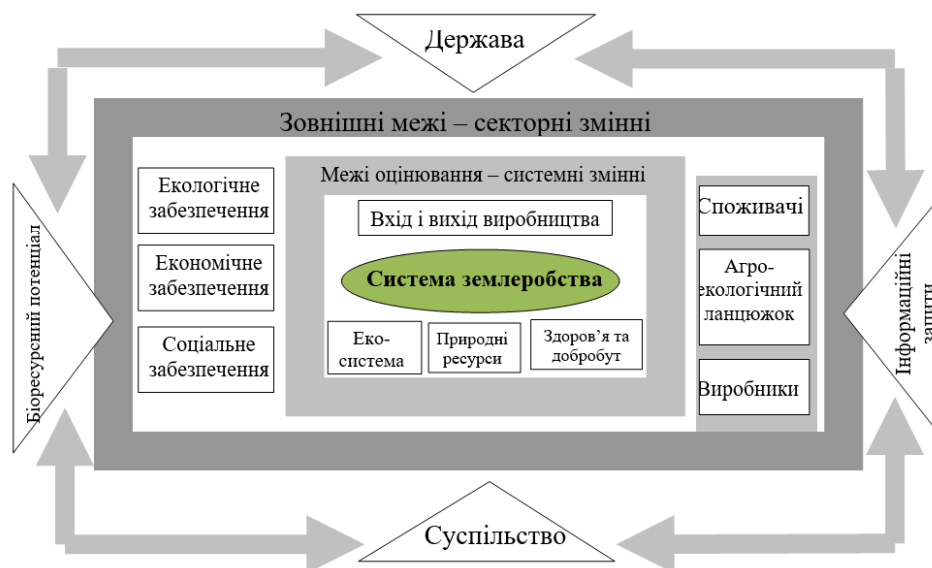 Держава
Зовнішні межі – секторні змінні
Біоресурсний потенціал
Екологічне
забезпечення
Економічне
забезпечення
Соціальне
забезпечення
Межі оцінювання – системні змінні
Вхід і вихід виробництва
Система землеробства
Еко-
система
Природні
ресурси
Здоров’я та
добробут
Споживачі
Агро-
екологічний
ланцюжок
Виробники
Інформаційні
запити
Суспільство